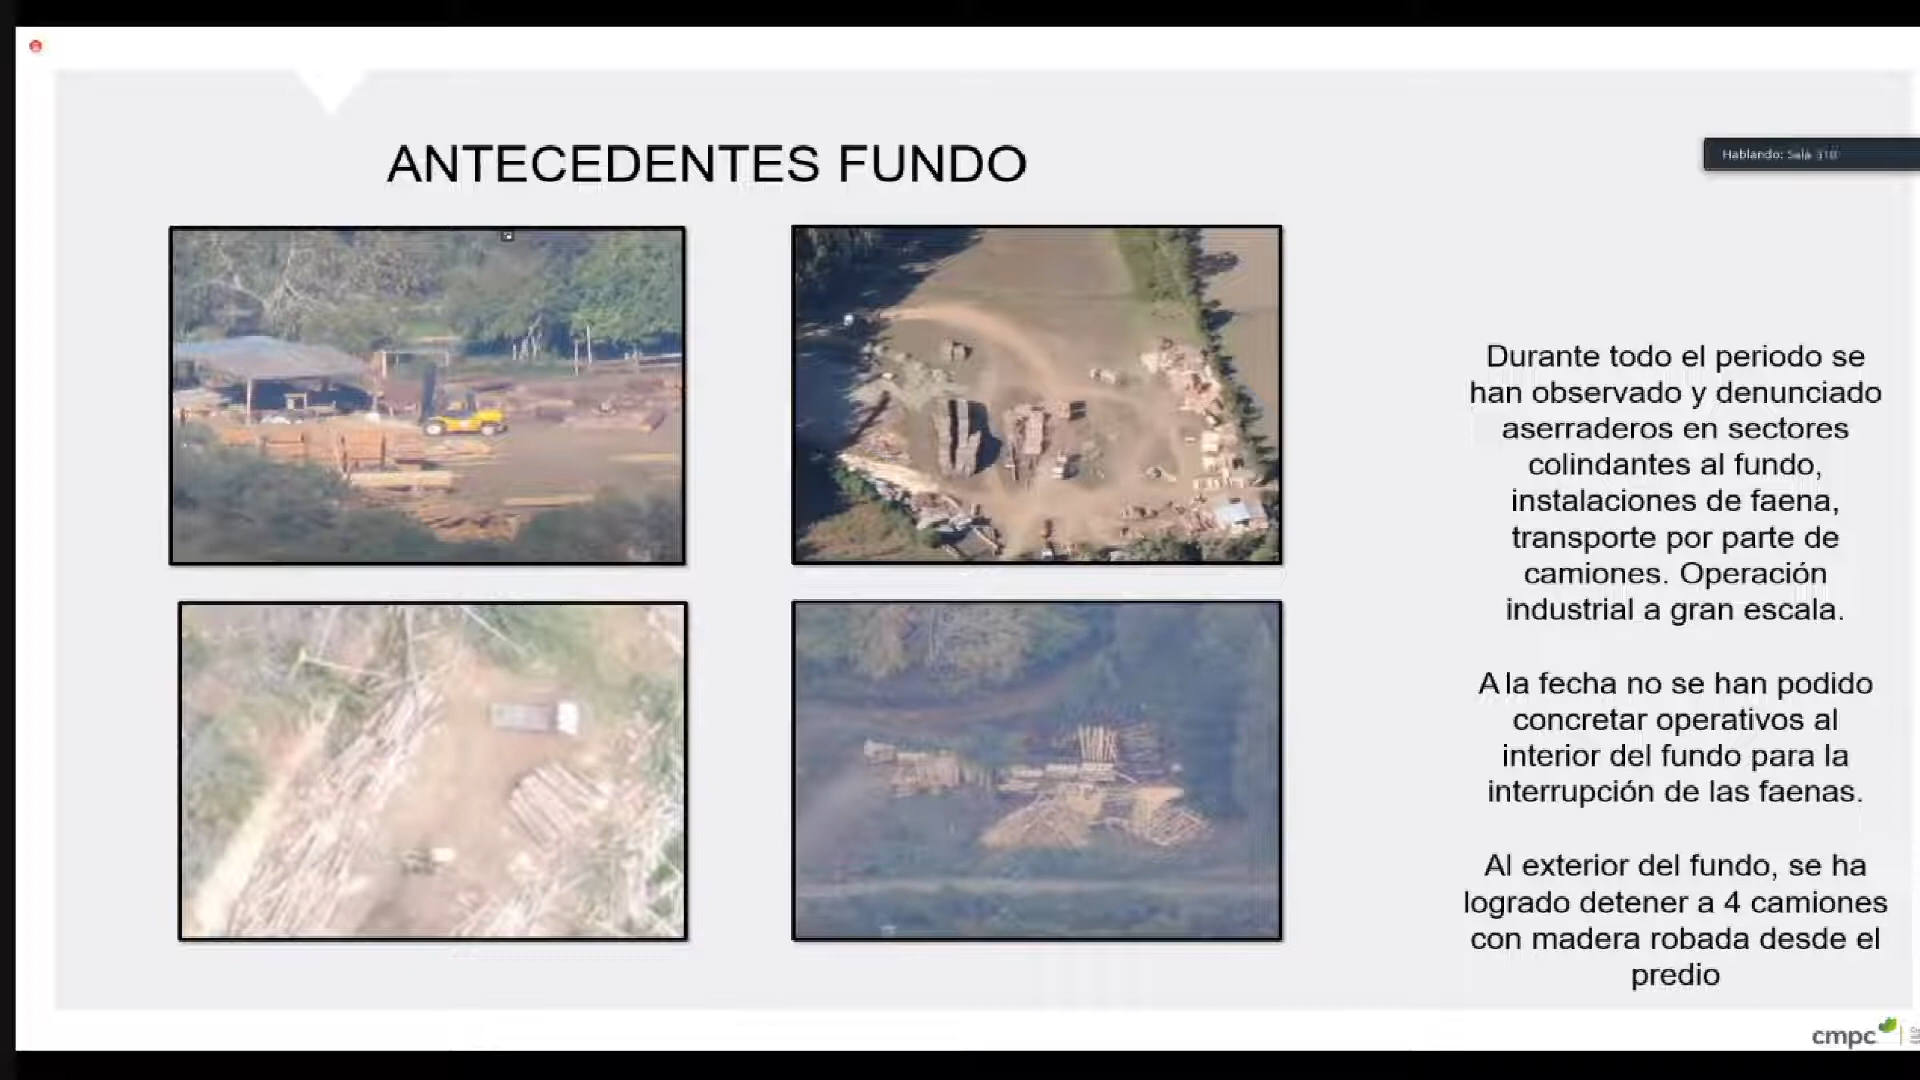 ANTECEDENTES FUNDO
Hablando: Sala 310
Durante todo el periodo se
han observado y denunciado
aserraderos en sectores
colindantes al fundo,
instalaciones de faena,
transporte por parte de
camiones. Operación
industrial a gran escala.
A la fecha no se han podido
concretar operativos al
interior del fundo para la
interrupción de las faenas.
Al exterior del fundo, se ha
logrado detener a 4 camiones
con madera robada desde el
predio
cmpc